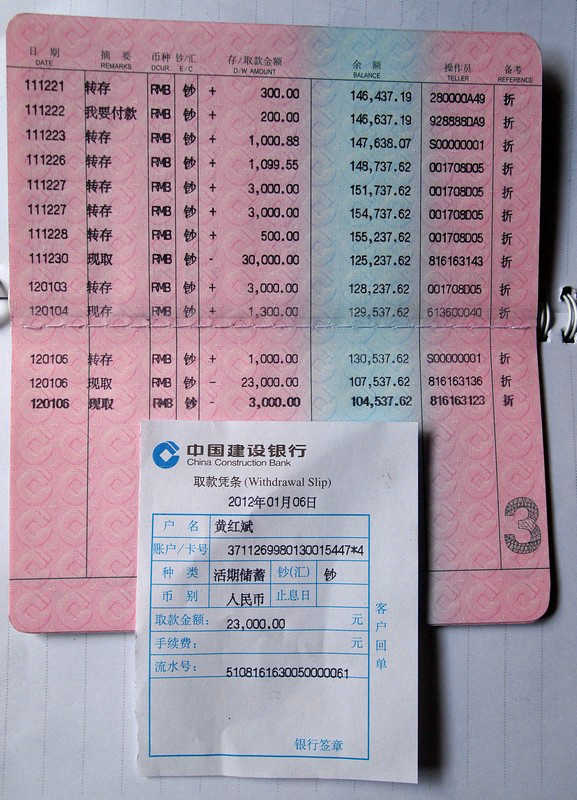 日 期 摘 要 币种 钞/汇 存/取款金额 余 额 操作员 备考
DATE REMARKS DCUR. E/C D/W AMOUNT BALANCE TELLER REFERENCE
111221 转存 RMB 钞 + 300.00 146,437.19 280000A49 折
111222 我要付款 RMB 钞 + 200.00 146,637.19 928888DA9 折
111223 转存 RMB 钞 + 1,000.88 147,638.07 S00000001 折
111226 转存 RMB 钞 + 1,099.55 148,737.62 001708D05 折
111227 转存 RMB 钞 + 3,000.00 151,737.62 001708D05 折
111227 转存 RMB 钞 + 3,000.00 154,737.62 001708D05 折
111228 转存 RMB 钞 + 500.00 155,237.62 001708D05 折
111230 现取 RMB 钞 - 30,000.00 125,237.62 816163143 折
120103 转存 RMB 钞 + 3,000.00 128,237.62 001708D05 折
120104 现存 RMB 钞 + 1,300.00 129,537.62 613600040 折
120106 转存 RMB 钞 + 1,000.00 130,537.62 S00000001 折
120106 现取 RMB 钞 - 23,000.00 107,537.62 816163136 折
120106 现取 RMB 钞 - 3,000.00 104,537.62 816163123 折
3
中国建设银行
China Construction Bank
取款凭条 (Withdrawal Slip)
2012年01月06日
户 名 黄红斌
账户/卡号 3711269980130015447*4
种 类 活期储蓄 钞(汇) 钞
币 别 人民币 止息日
取款金额： 23,000.00 元
手续费： 元
流水号： 5108161630050000061
客户回单
银行签章